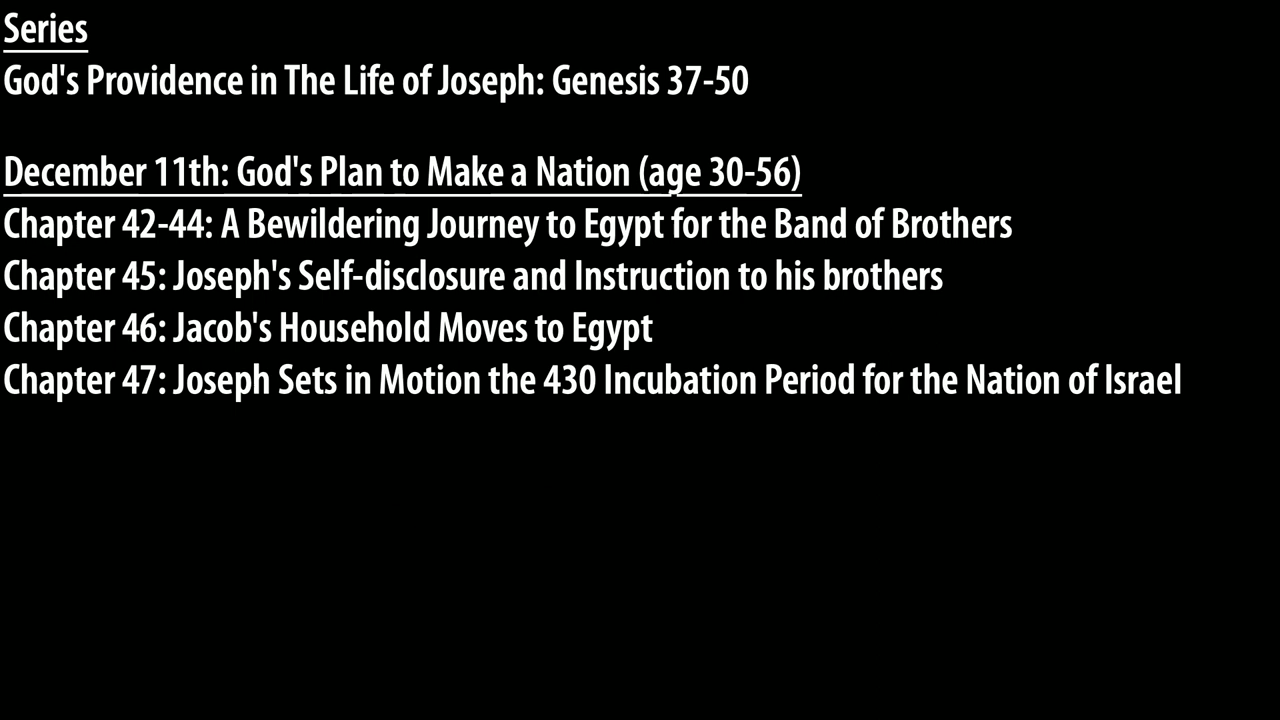 Series
God's Providence in The Life of Joseph: Genesis 37-50
December 11th: God's Plan to Make a Nation (age 30-56)
Chapter 42-44: A Bewildering Journey to Egypt for the Band of Brothers
Chapter 45: Joseph's Self-disclosure and Instruction to his brothers
Chapter 46: Jacob's Household Moves to Egypt
Chapter 47: Joseph Sets in Motion the 430 Incubation Period for the Nation of Israel